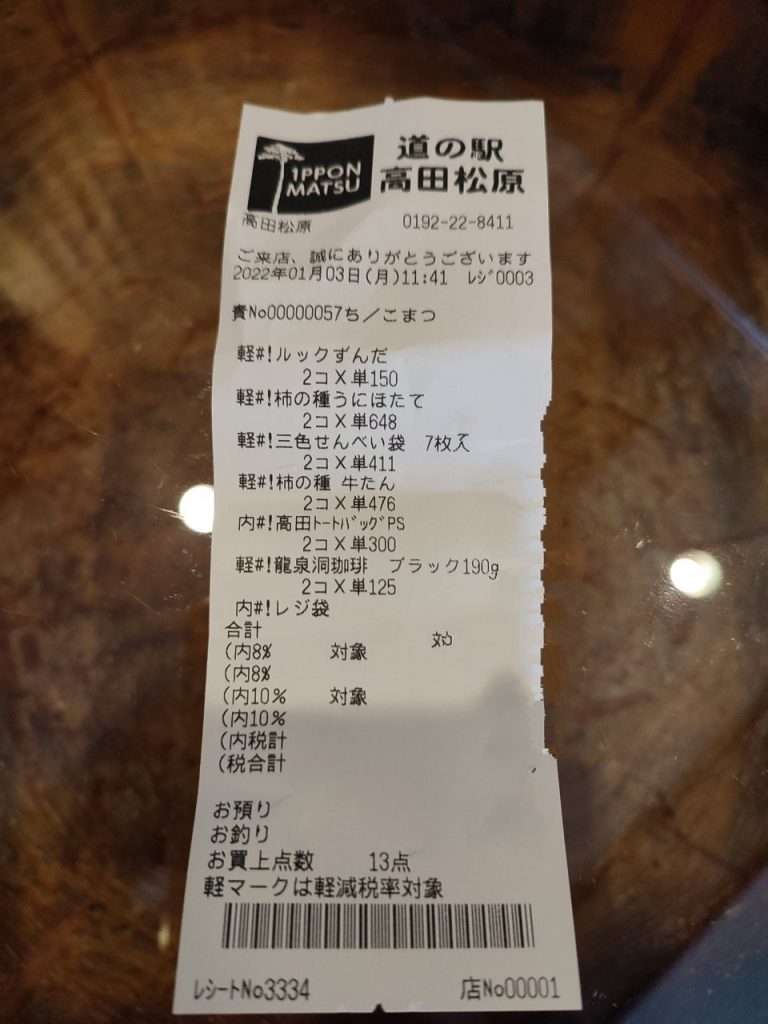 1PPON
MATSU
道の駅
高田松原
高田松原 0192-22-8411
ご来店、誠にありがとうございます
2022年01月03日(月)11:41 ﾚｼﾞ0003
責No00000057ち／こまつ
軽#!ルックずんだ
2コX単150
軽#!柿の種うにほたて
2コX単648
軽#!三色せんべい袋 7枚入
2コX単411
軽#!柿の種 牛たん
2コX単476
内#!高田ﾄｰﾄﾊﾞｯｸﾞPS
2コX単300
軽#!龍泉洞珈琲 ブラック190g
2コX単125
内#!レジ袋
合計
(内8% 対象
(内8%
(内10% 対象
(内10%
(内税計
(税合計
お預り
お釣り
お買上点数 13点
軽マークは軽減税率対象
ﾚｼｰﾄNo3334 店No00001